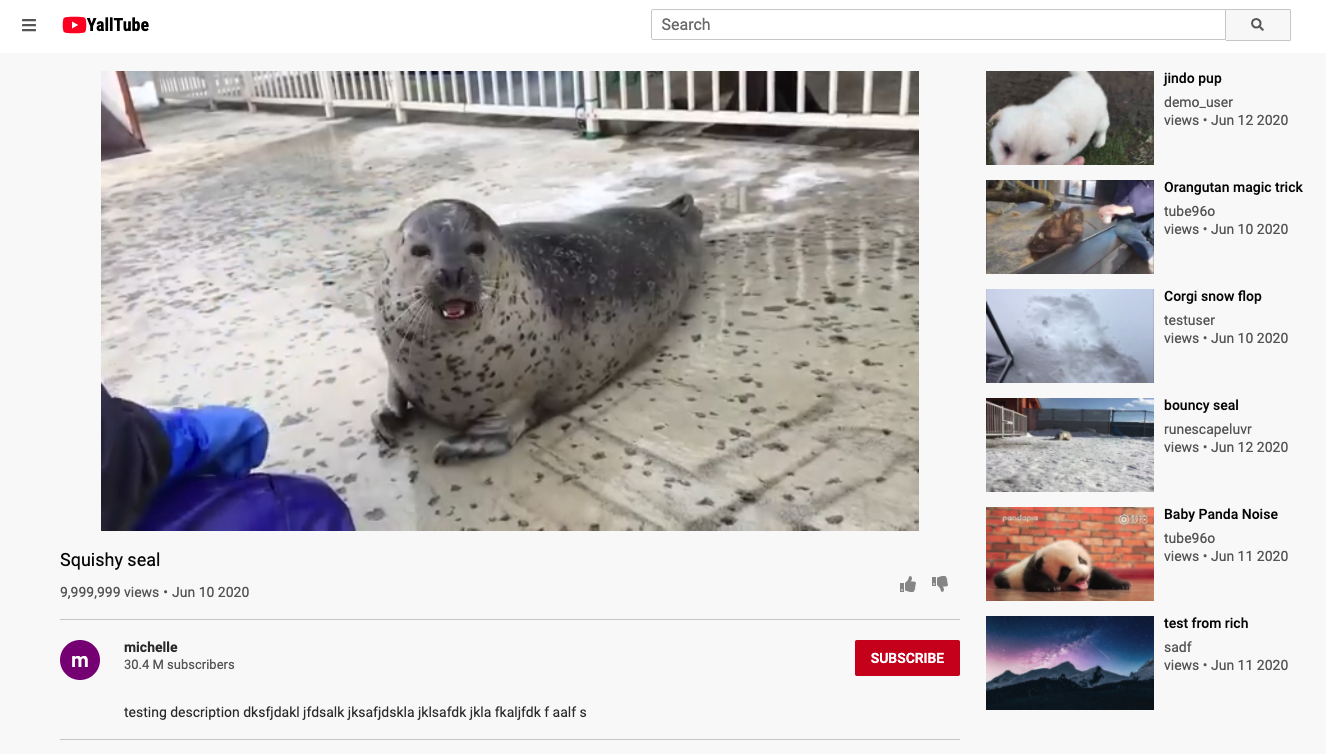 YallTube
Search
Squishy seal
9,999,999 views • Jun 10 2020
m
michelle
30.4 M subscribers
SUBSCRIBE
testing description dksfjdakl jfdsalk jksafjdskla jklsafdk jkla fkaljfdk f aalf s
jindo pup
demo_user
views • Jun 12 2020
Orangutan magic trick
tube96o
views • Jun 10 2020
Corgi snow flop
testuser
views • Jun 10 2020
bouncy seal
runescapeluvr
views • Jun 12 2020
pandapia
Baby Panda Noise
tube96o
views • Jun 11 2020
test from rich
sadf
views • Jun 11 2020